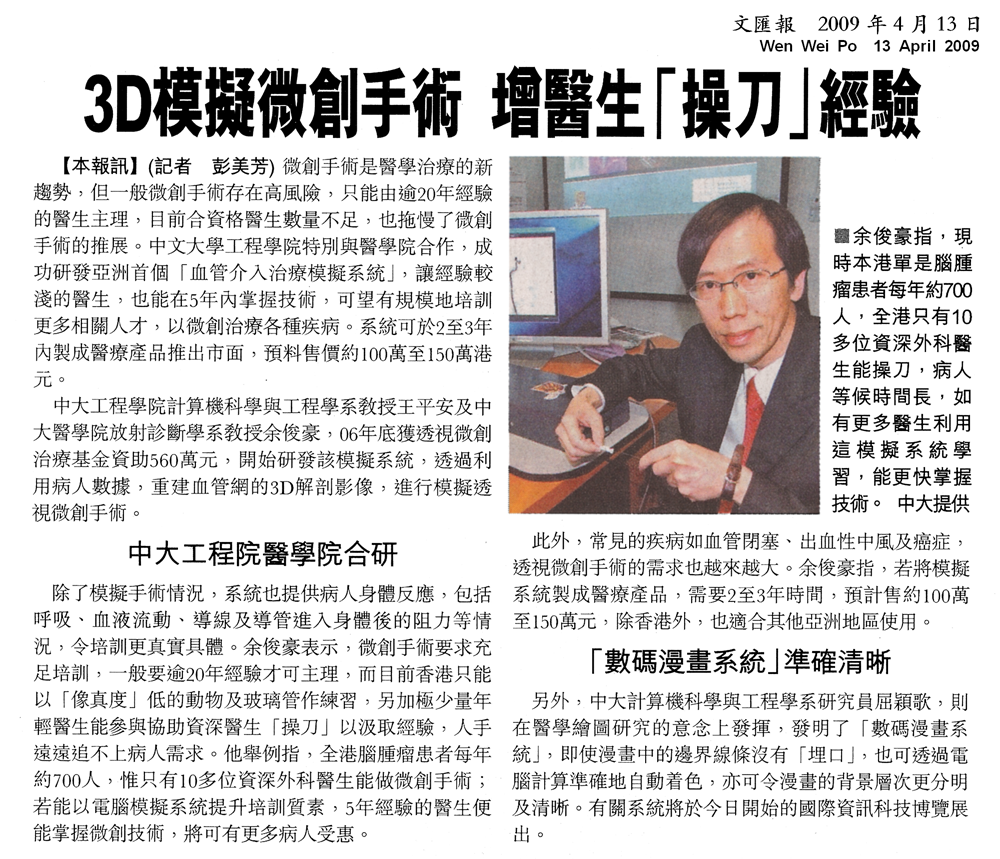 文匯報 2009年4月13日
Wen Wei Po 13 April 2009
3D模擬微創手術 增醫生「操刀」經驗
【本報訊】(記者 彭美芳) 微創手術是醫學治療的新
趨勢，但一般微創手術存在高風險，只能由逾20年經驗
的醫生主理，目前合資格醫生數量不足，也拖慢了微創
手術的推展。中文大學工程學院特別與醫學院合作，成
功研發亞洲首個「血管介入治療模擬系統」，讓經驗較
淺的醫生，也能在5年內掌握技術，可望有規模地培訓
更多相關人才，以微創治療各種疾病。系統可於2至3年
內製成醫療產品推出市面，預料售價約100萬至150萬港
元。
中大工程學院計算機科學與工程學系教授王平安及中
大醫學院放射診斷學系教授余俊豪，06年底獲透視微創
治療基金資助560萬元，開始研發該模擬系統，透過利
用病人數據，重建血管網的3D解剖影像，進行模擬透
視微創手術。
中大工程院醫學院合研
除了模擬手術情況，系統也提供病人身體反應，包括
呼吸、血液流動、導線及導管進入身體後的阻力等情
況，令培訓更真實具體。余俊豪表示，微創手術要求充
足培訓，一般要逾20年經驗才可主理，而目前香港只能
以「像真度」低的動物及玻璃管作練習，另加極少量年
輕醫生能參與協助資深醫生「操刀」以汲取經驗，人手
遠遠追不上病人需求。他舉例指，全港腦腫瘤患者每年
約700人，惟只有10多位資深外科醫生能做微創手術；
若能以電腦模擬系統提升培訓質素，5年經驗的醫生便
能掌握微創技術，將可有更多病人受惠。
■余俊豪指，現
時本港單是腦腫
瘤患者每年約700
人，全港只有10
多位資深外科醫
生能操刀，病人
等候時間長，如
有更多醫生利用
這模擬系統學
習，能更快掌握
技術。 中大提供
此外，常見的疾病如血管閉塞、出血性中風及癌症，
透視微創手術的需求也越來越大。余俊豪指，若將模擬
系統製成醫療產品，需要2至3年時間，預計售約100萬
至150萬元，除香港外，也適合其他亞洲地區使用。
「數碼漫畫系統」準確清晰
另外，中大計算機科學與工程學系研究員屈穎歌，則
在醫學繪圖研究的意念上發揮，發明了「數碼漫畫系
統」，即使漫畫中的邊界線條沒有「埋口」，也可透過電
腦計算準確地自動着色，亦可令漫畫的背景層次更分明
及清晰。有關系統將於今日開始的國際資訊科技博覽展
出。